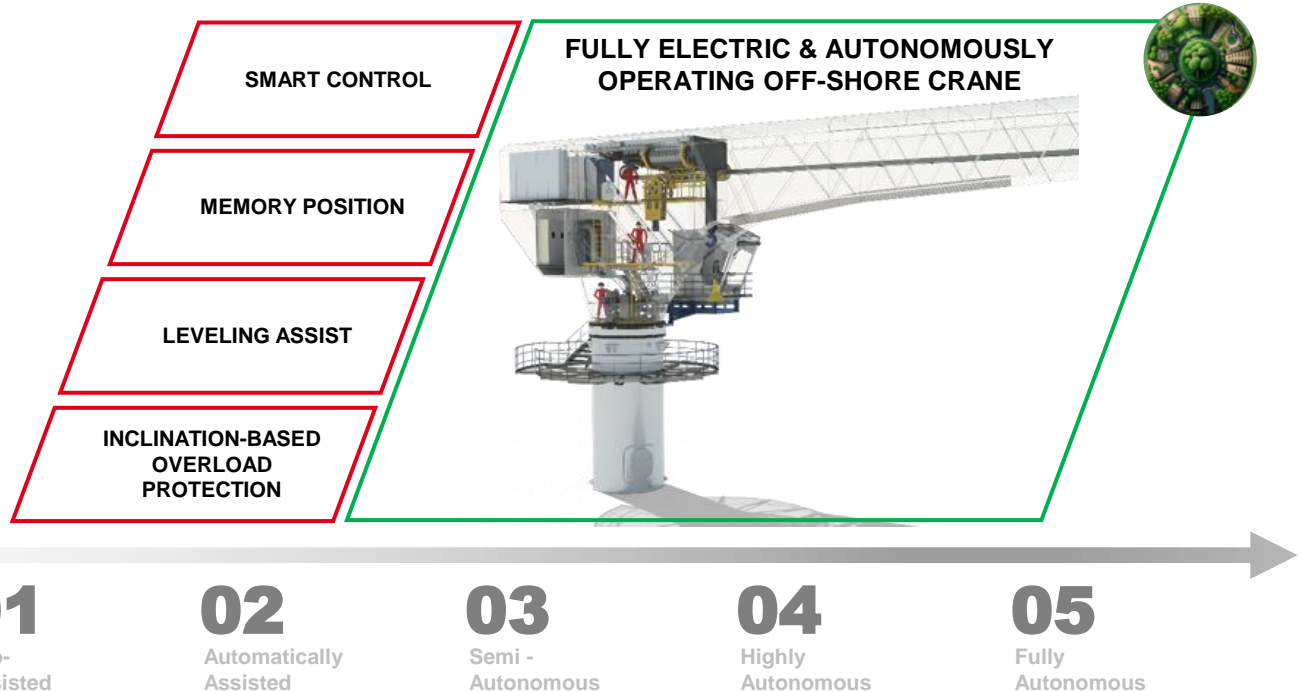 SMART CONTROL
MEMORY POSITION
LEVELING ASSIST
INCLINATION-BASED
OVERLOAD
PROTECTION
FULLY ELECTRIC & AUTONOMOUSLY
OPERATING OFF-SHORE CRANE
02
Automatically
Assisted
03
Semi -
Autonomous
04
Highly
Autonomous
05
Fully
Autonomous